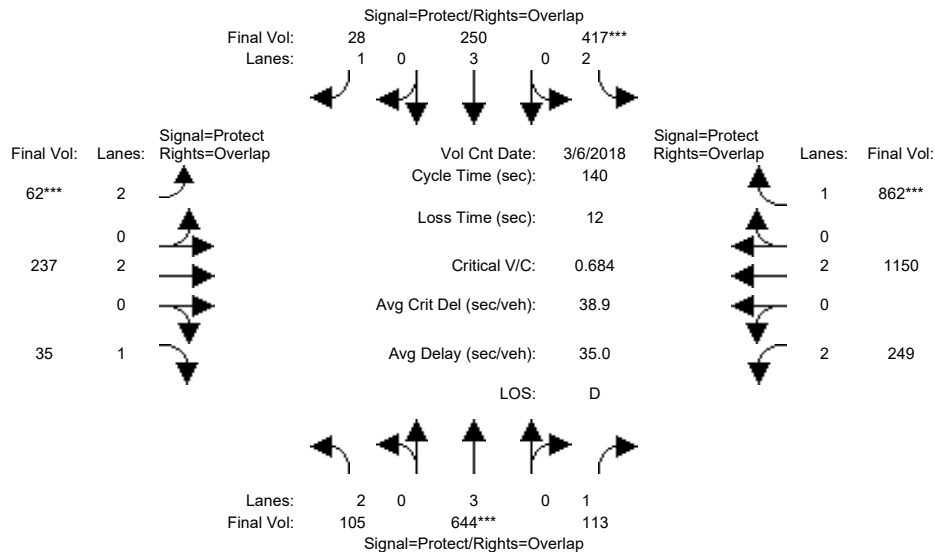 Signal=Protect/Rights=Overlap
Final Vol: 28 250 417***
Lanes: 1 0 3 0 2
Signal=Protect
Final Vol: Lanes: Rights=Overlap
Vol Cnt Date: 3/6/2018
Signal=Protect
Rights=Overlap Lanes: Final Vol:
Cycle Time (sec): 140
62*** 2
1 862***
Loss Time (sec): 12
0
0
237 2
Critical V/C: 0.684
2 1150
0
Avg Crit Del (sec/veh): 38.9
0
35 1
Avg Delay (sec/veh): 35.0
2 249
LOS: D
Lanes: 2 0 3 0 1
Final Vol: 105 644*** 113
Signal=Protect/Rights=Overlap